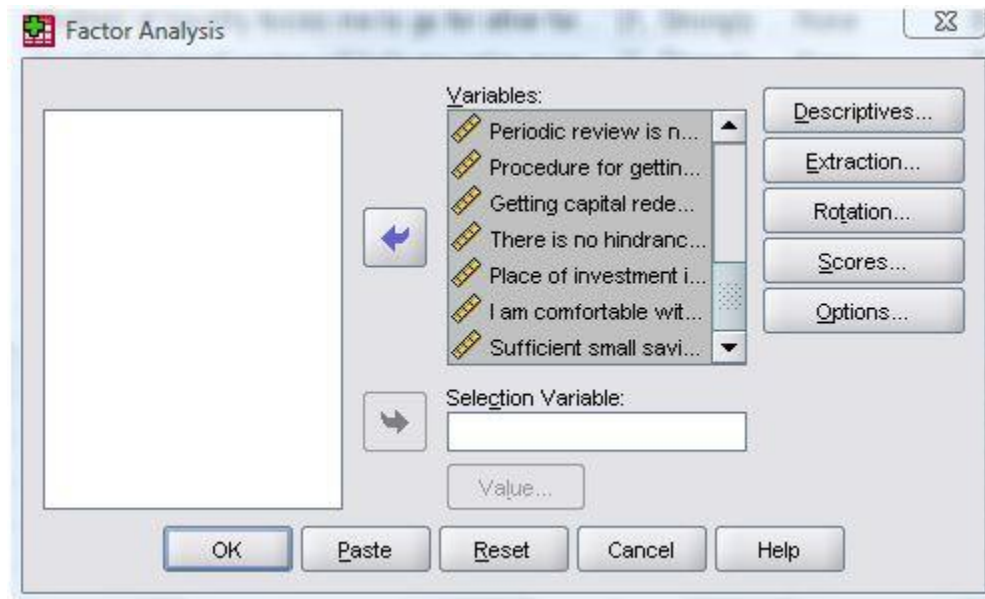 Factor Analysis
Variables:
Periodic review is n...
Procedure for gettin...
Getting capital rede...
There is no hindranc...
Place of investment i...
I am comfortable wit...
Sufficient small savi...
Descriptives...
Extraction...
Rotation...
Scores...
Options...
Selection Variable:
Value...
OK
Paste
Reset
Cancel
Help